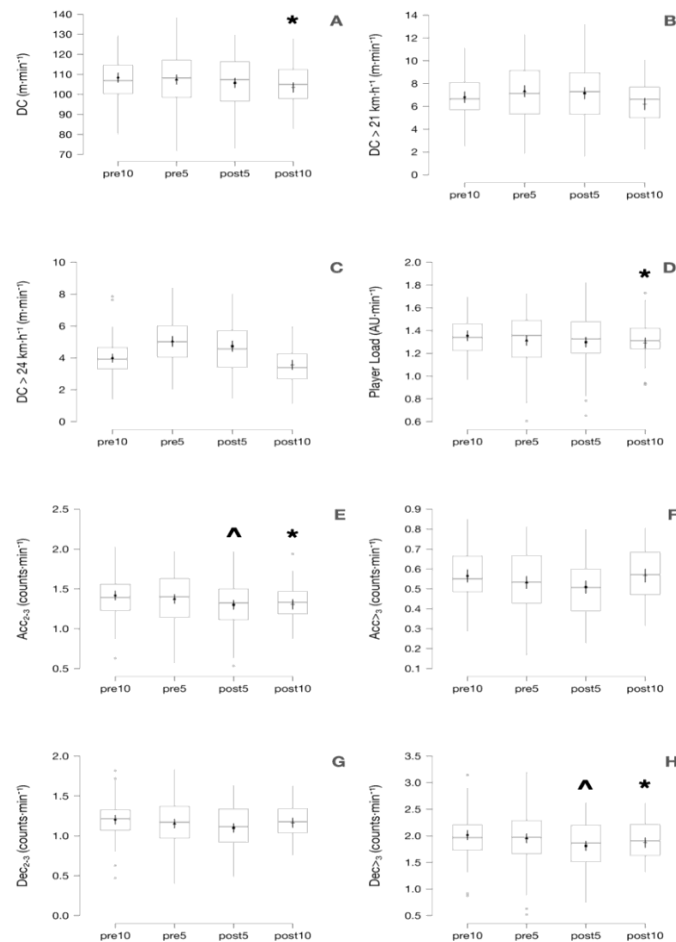 A
*
DC (m·min⁻¹)
140
130
120
110
100
90
80
70
pre10 pre5 post5 post10
B
DC > 21 km·h⁻¹ (m·min⁻¹)
14
12
10
8
6
4
2
0
pre10 pre5 post5 post10
C
DC > 24 km·h⁻¹ (m·min⁻¹)
10
8
6
4
2
0
pre10 pre5 post5 post10
D
*
Player Load (AU·min⁻¹)
2.0
1.8
1.6
1.4
1.2
1.0
0.8
0.6
pre10 pre5 post5 post10
E
^ *
Acc₂₋₃ (counts·min⁻¹)
2.5
2.0
1.5
1.0
0.5
pre10 pre5 post5 post10
F
Acc>₃ (counts·min⁻¹)
0.9
0.8
0.7
0.6
0.5
0.4
0.3
0.2
0.1
pre10 pre5 post5 post10
G
Dec₂₋₃ (counts·min⁻¹)
2.0
1.5
1.0
0.5
0.0
pre10 pre5 post5 post10
H
^ *
Dec>₃ (counts·min⁻¹)
3.5
3.0
2.5
2.0
1.5
1.0
0.5
pre10 pre5 post5 post10